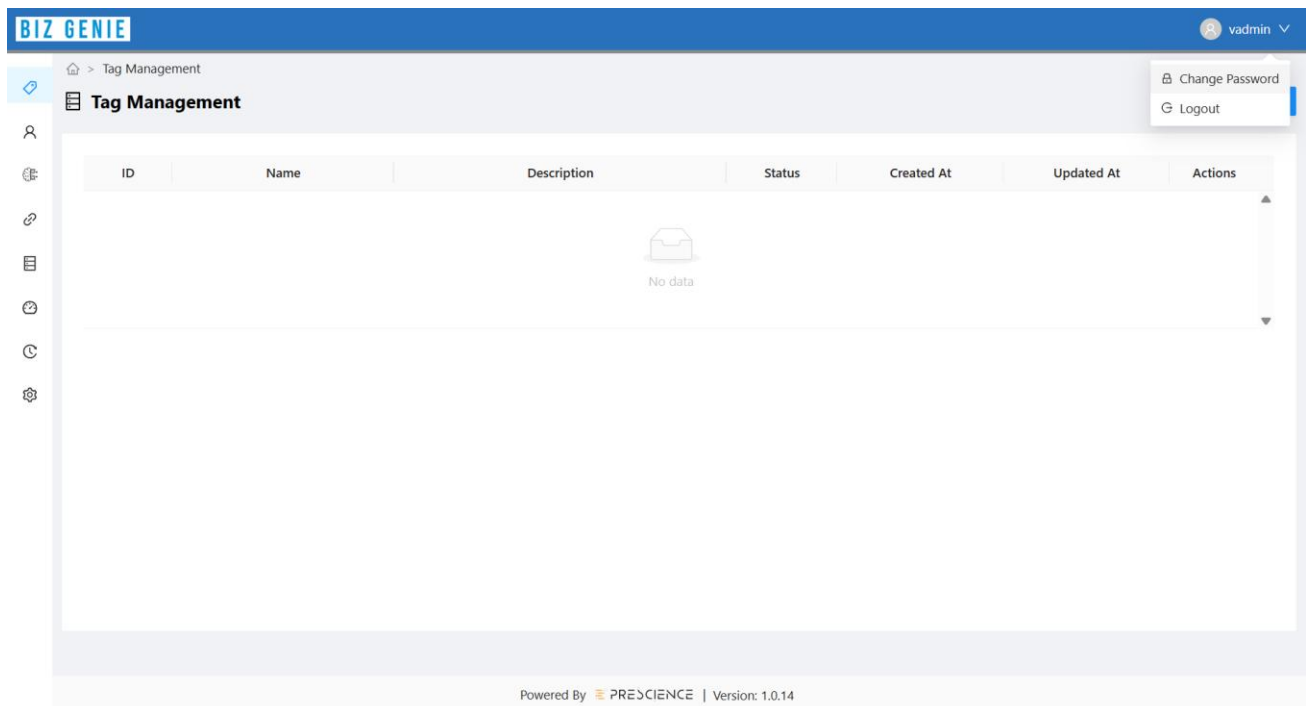 BIZ GENIE
vadmin
> Tag Management
Change Password
Tag Management
Logout
ID Name Description Status Created At Updated At Actions
No data
Powered By PRESCIENCE | Version: 1.0.14